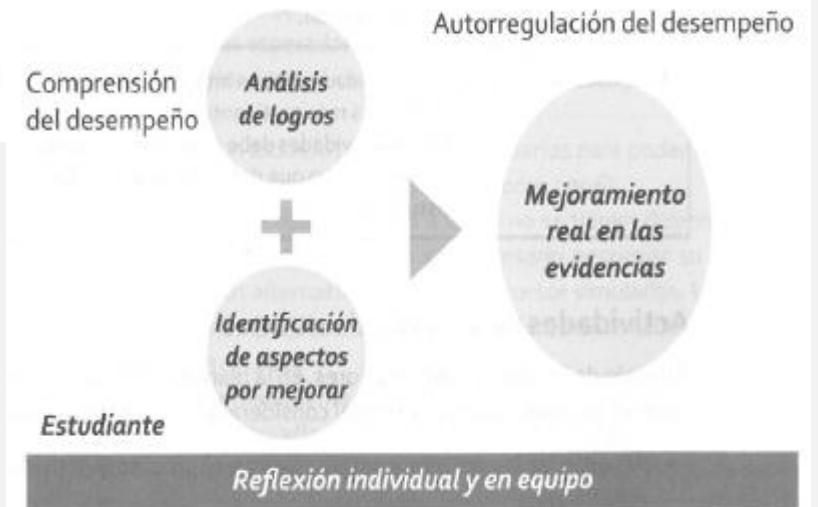 Autorregulación del desempeño
Comprensión
del desempeño
Análisis
de logros
Mejoramiento
real en las
evidencias
Identificación
de aspectos
por mejorar
Estudiante
Reflexión individual y en equipo
Actividades